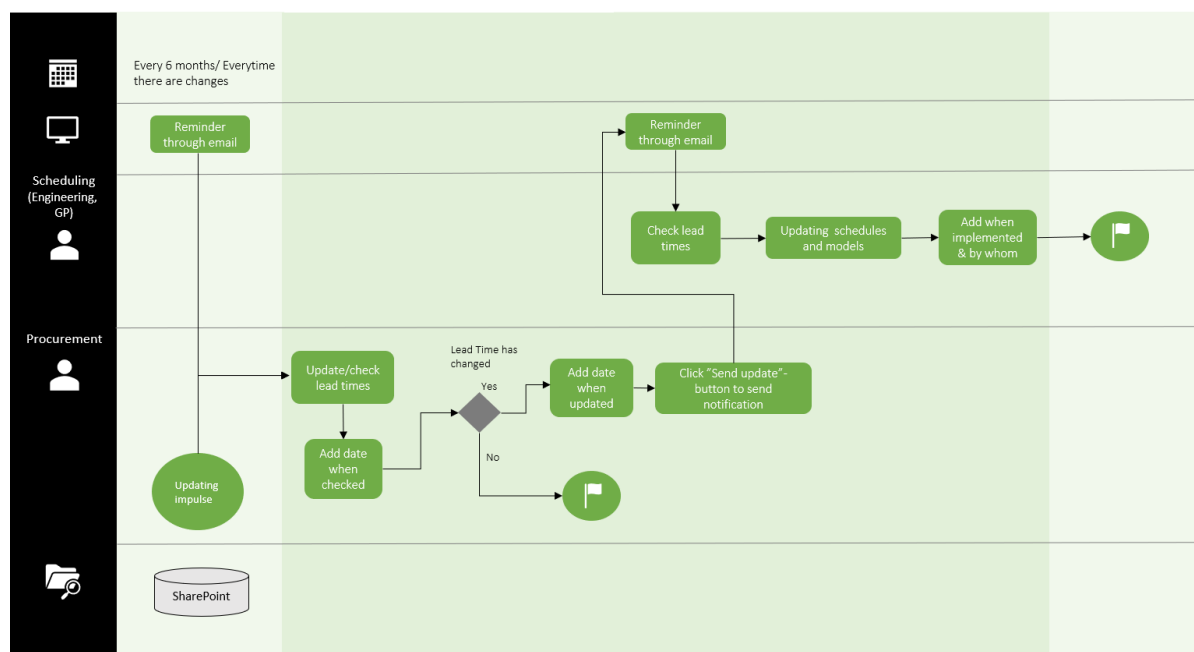 Every 6 months/ Everytime
there are changes
Reminder
through email
Reminder
through email
Scheduling
(Engineering,
GP)
Check lead
times
Updating  schedules
and models
Add when
implemented
& by whom
Procurement
Update/check
lead times
Lead Time has
changed
Yes
Add date
when
updated
Click ”Send update”-
button to send
notification
Add date
when
checked
No
Updating
impulse
SharePoint